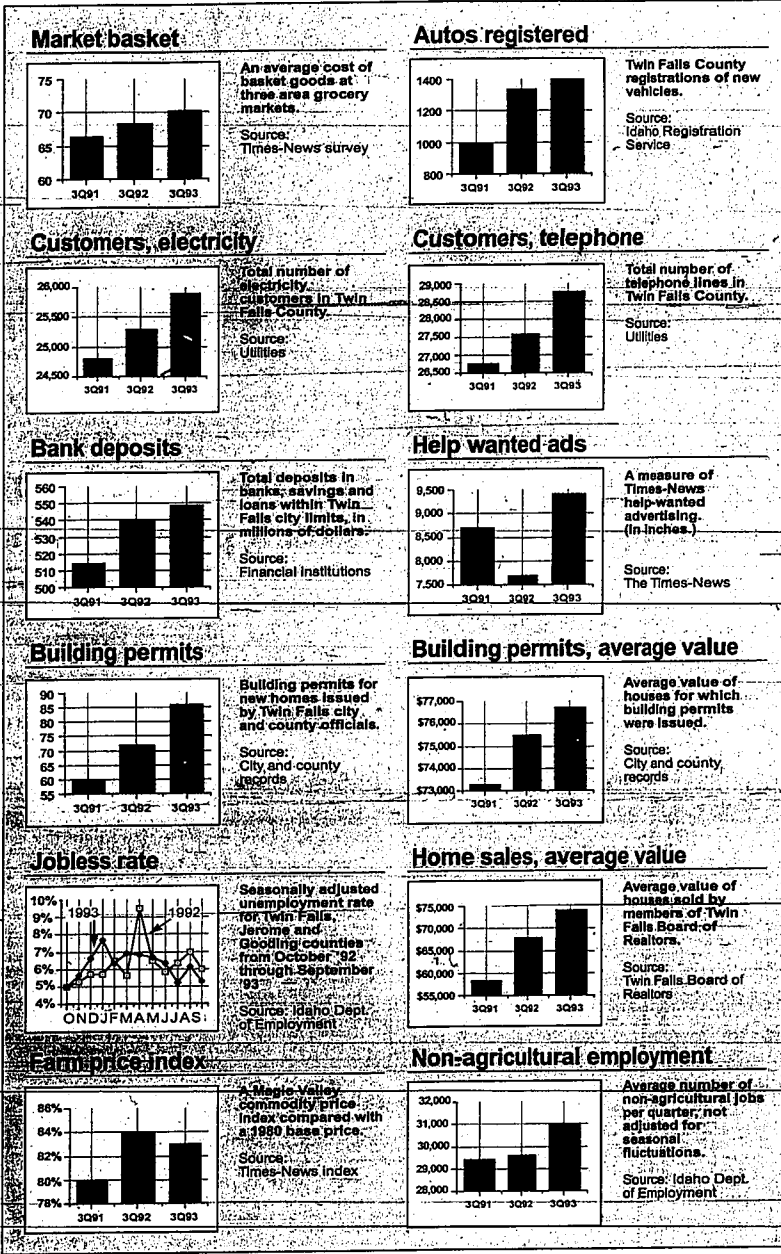 Market basket
75
70
65
60
3Q91 3Q92 3Q93
An average cost of
basket goods at
three area grocery
markets.
Source:
Times-News survey
Autos registered
1400
1200
1000
800
3Q91 3Q92 3Q93
Twin Falls County
registrations of new
vehicles.
Source:
Idaho Registration
Service
Customers, electricity
26,000
25,500
25,000
24,500
3Q91 3Q92 3Q93
Total number of
electricity
customers in Twin
Falls County.
Source:
Utilities
Customers, telephone
29,000
28,500
28,000
27,500
27,000
26,500
3Q91 3Q92 3Q93
Total number of
telephone lines in
Twin Falls County.
Source:
Utilities
Bank deposits
560
550
540
530
520
510
500
3Q91 3Q92 3Q93
Total deposits in
banks, savings and
loans within Twin
Falls city limits, in
millions of dollars.
Source:
Financial institutions
Help wanted ads
9,500
9,000
8,500
8,000
7,500
3Q91 3Q92 3Q93
A measure of
Times-News
help-wanted
advertising.
(In inches.)
Source:
The Times-News
Building permits
90
85
80
75
70
65
60
55
3Q91 3Q92 3Q93
Building permits for
new homes issued
by Twin Falls city
and county officials.
Source:
City and county
records
Building permits, average value
$77,000
$76,000
$75,000
$74,000
$73,000
3Q91 3Q92 3Q93
Average value of
houses for which
building permits
were issued.
Source:
City and county
records
Jobless rate
10%
9%
8%
7%
6%
5%
4%
1993 1992
O N D J F M A M J J A S
Seasonally adjusted
unemployment rate
for Twin Falls,
Jerome and
Gooding counties
from October '92
through September
'93
Source: Idaho Dept.
of Employment
Home sales, average value
$75,000
$70,000
$65,000
$60,000
$55,000
3Q91 3Q92 3Q93
Average value of
houses sold by
members of Twin
Falls Board of
Realtors.
Source:
Twin Falls Board of
Realtors
Farm price index
86%
84%
82%
80%
78%
3Q91 3Q92 3Q93
A Magic Valley
commodity price
index compared with
a 1980 base price.
Source:
Times-News index
Non-agricultural employment
32,000
31,000
30,000
29,000
28,000
3Q91 3Q92 3Q93
Average number of
non-agricultural jobs
per quarter, not
adjusted for
seasonal
fluctuations.
Source: Idaho Dept.
of Employment